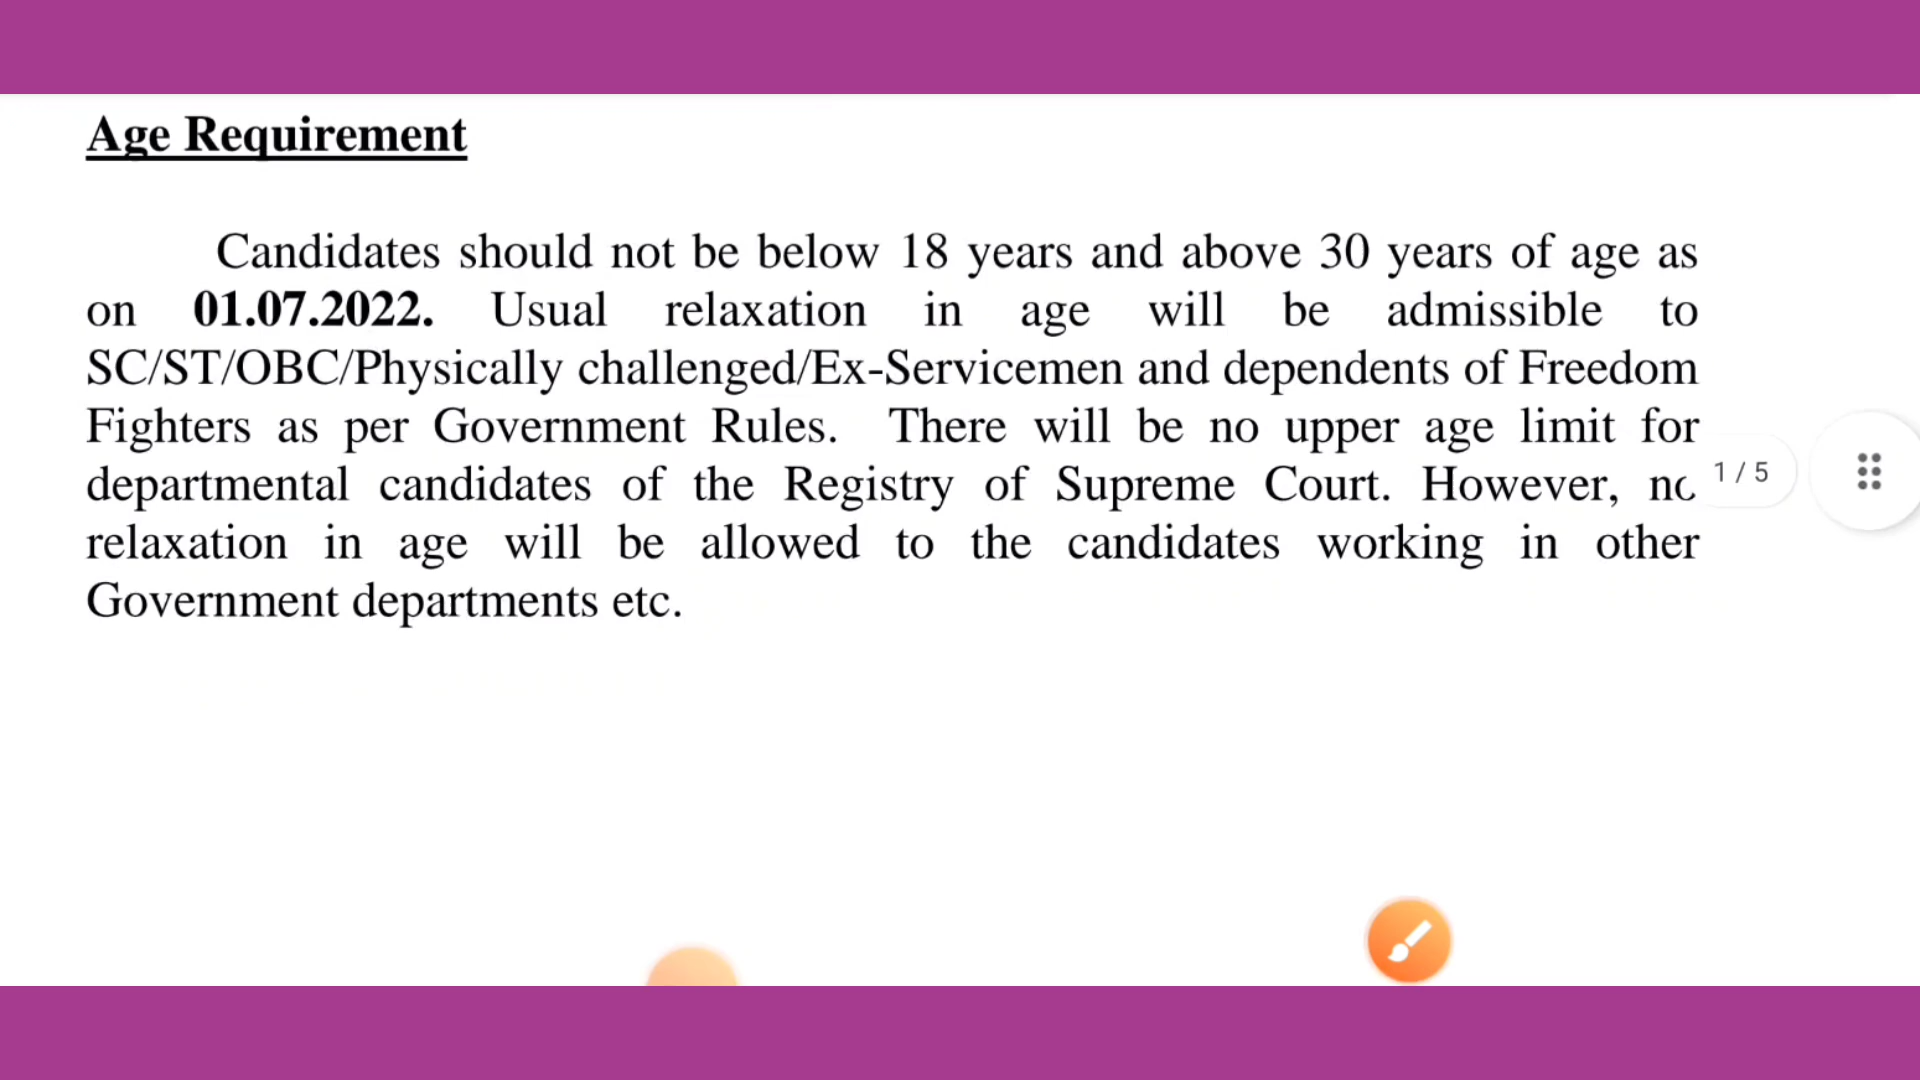 Age Requirement
Candidates should not be below 18 years and above 30 years of age as
on 01.07.2022. Usual relaxation in age will be admissible to
SC/ST/OBC/Physically challenged/Ex-Servicemen and dependents of Freedom
Fighters as per Government Rules. There will be no upper age limit for
departmental candidates of the Registry of Supreme Court. However, no
relaxation in age will be allowed to the candidates working in other
Government departments etc.
1 / 5